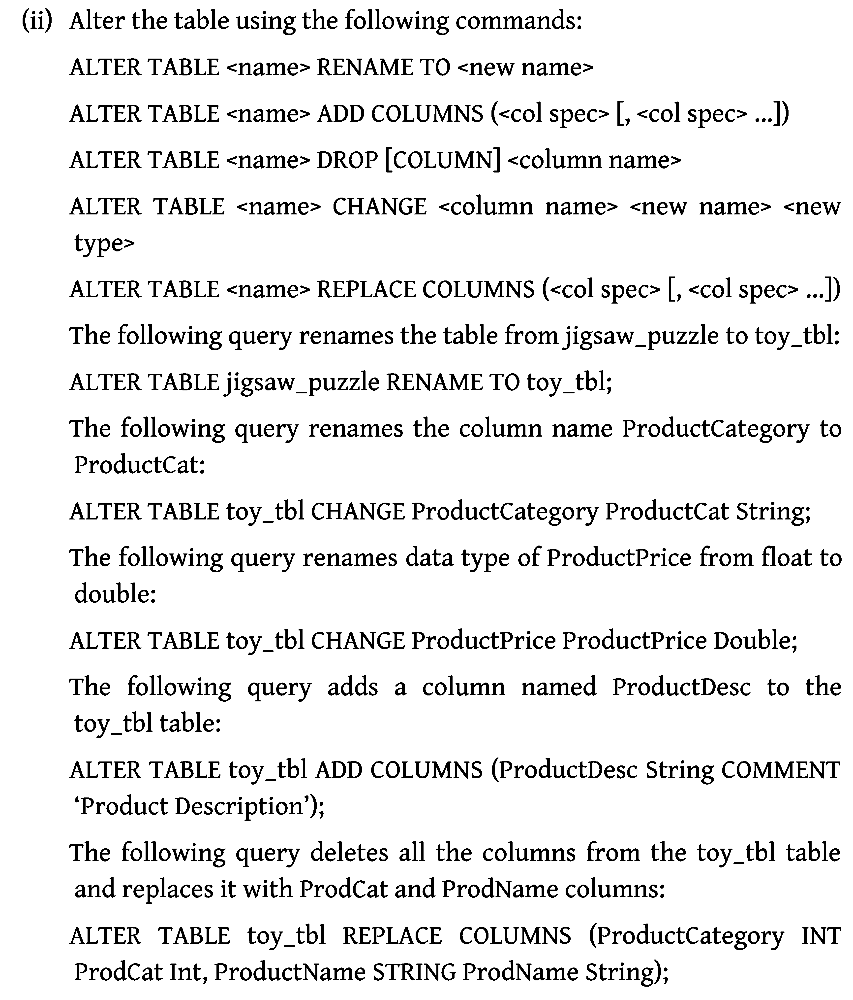 (ii) Alter the table using the following commands:
ALTER TABLE <name> RENAME TO <new name>
ALTER TABLE <name> ADD COLUMNS (<col spec> [, <col spec> ...])
ALTER TABLE <name> DROP [COLUMN] <column name>
ALTER TABLE <name> CHANGE <column name> <new name> <new
type>
ALTER TABLE <name> REPLACE COLUMNS (<col spec> [, <col spec> ...])
The following query renames the table from jigsaw_puzzle to toy_tbl:
ALTER TABLE jigsaw_puzzle RENAME TO toy_tbl;
The following query renames the column name ProductCategory to
ProductCat:
ALTER TABLE toy_tbl CHANGE ProductCategory ProductCat String;
The following query renames data type of ProductPrice from float to
double:
ALTER TABLE toy_tbl CHANGE ProductPrice ProductPrice Double;
The following query adds a column named ProductDesc to the
toy_tbl table:
ALTER TABLE toy_tbl ADD COLUMNS (ProductDesc String COMMENT
‘Product Description’);
The following query deletes all the columns from the toy_tbl table
and replaces it with ProdCat and ProdName columns:
ALTER TABLE toy_tbl REPLACE COLUMNS (ProductCategory INT
ProdCat Int, ProductName STRING ProdName String);